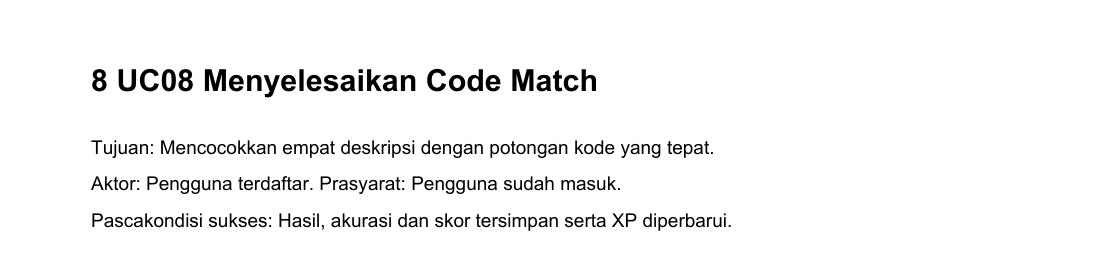 8 UC08 Menyelesaikan Code Match
Tujuan: Mencocokkan empat deskripsi dengan potongan kode yang tepat.
Aktor: Pengguna terdaftar. Prasyarat: Pengguna sudah masuk.
Pascakondisi sukses: Hasil, akurasi dan skor tersimpan serta XP diperbarui.